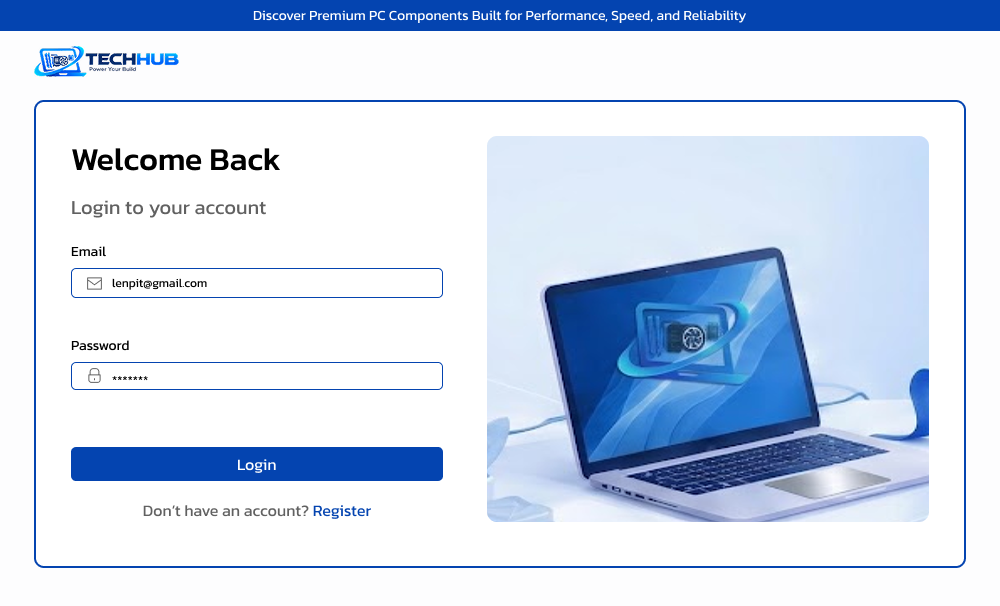 Discover Premium PC Components Built for Performance, Speed, and Reliability
TECHHUB
Power Your Build
Welcome Back
Login to your account
Email
lenpit@gmail.com
Password
*******
Login
Don’t have an account? Register